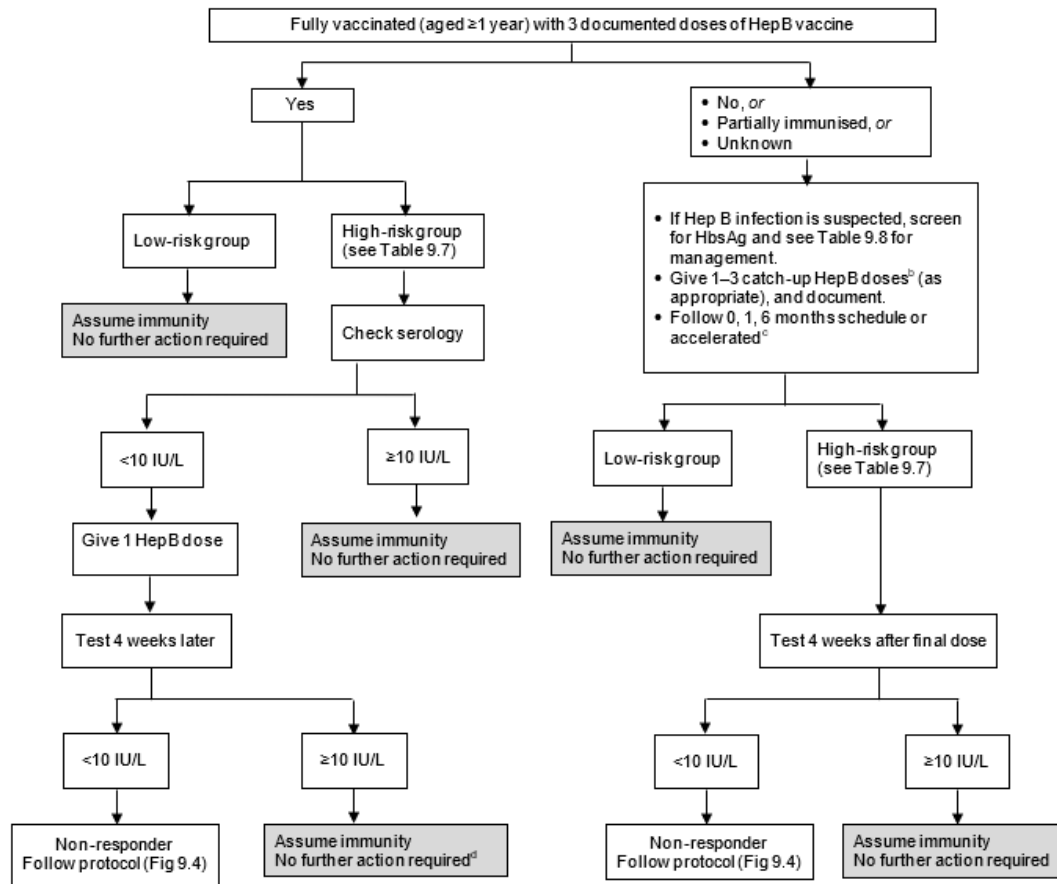 Fully vaccinated (aged ≥1 year) with 3 documented doses of HepB vaccine
Yes
• No, or
• Partially immunised, or
• Unknown
Low-risk group
High-risk group
(see Table 9.7)
• If Hep B infection is suspected, screen
for HbsAg and see Table 9.8 for
management.
• Give 1–3 catch-up HepB doses^b (as
appropriate), and document.
• Follow 0, 1, 6 months schedule or
accelerated^c
Assume immunity
No further action required
Check serology
<10 IU/L
≥10 IU/L
Low-risk group
High-risk group
(see Table 9.7)
Give 1 HepB dose
Assume immunity
No further action required
Assume immunity
No further action required
Test 4 weeks later
Test 4 weeks after final dose
<10 IU/L
≥10 IU/L
<10 IU/L
≥10 IU/L
Non-responder
Follow protocol (Fig 9.4)
Assume immunity
No further action required^d
Non-responder
Follow protocol (Fig 9.4)
Assume immunity
No further action required